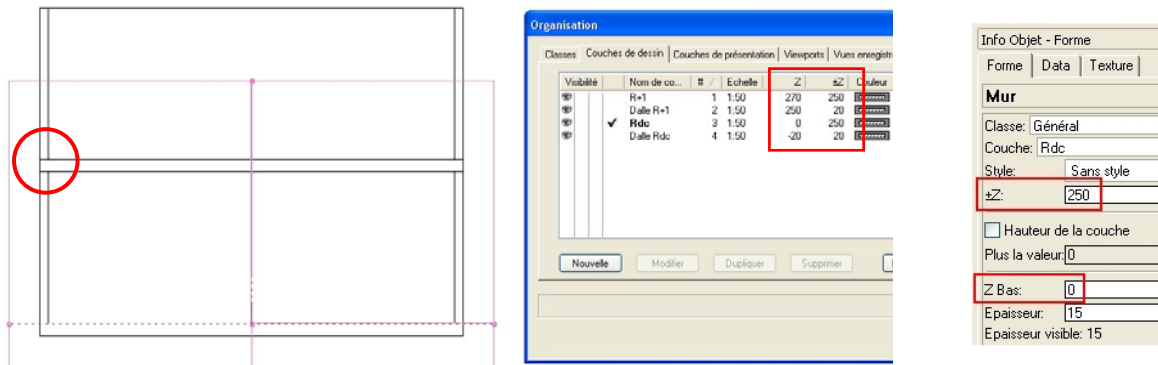 Organisation
Classes Couches de dessin Couches de présentation Viewports Vues enregistr
Visibilité Nom de co... # Echelle Z ±Z Couleur
R+1 1 1:50 270 250
Dalle R+1 2 1:50 250 20
Rdc 3 1:50 0 250
Dalle Rdc 4 1:50 -20 20
Nouvelle Modifier Dupliquer Supprimer
Info Objet - Forme
Forme Data Texture
Mur
Classe: Général
Couche: Rdc
Style: Sans style
±Z: 250
Hauteur de la couche
Plus la valeur: 0
Z Bas: 0
Epaisseur: 15
Epaisseur visible: 15